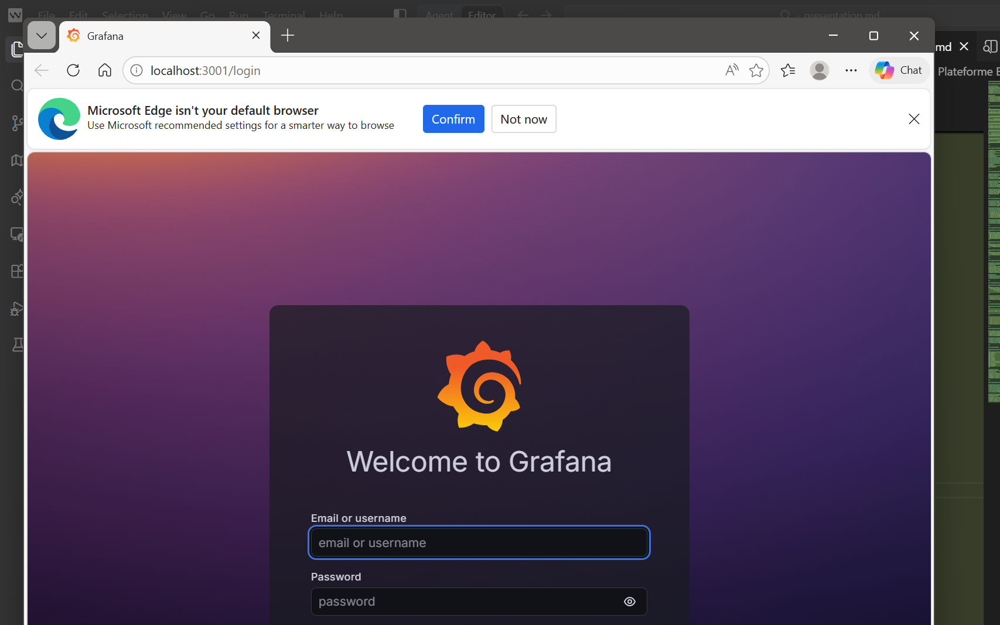 File Edit Selection View Go Run Terminal Help Agent Editor - presentation.md
Grafana
md
localhost:3001/login
Chat
Plateforme
Microsoft Edge isn't your default browser
Use Microsoft recommended settings for a smarter way to browse
Confirm
Not now
Welcome to Grafana
Email or username
email or username
Password
password